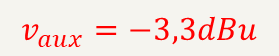 v_aux = −3,3dBu